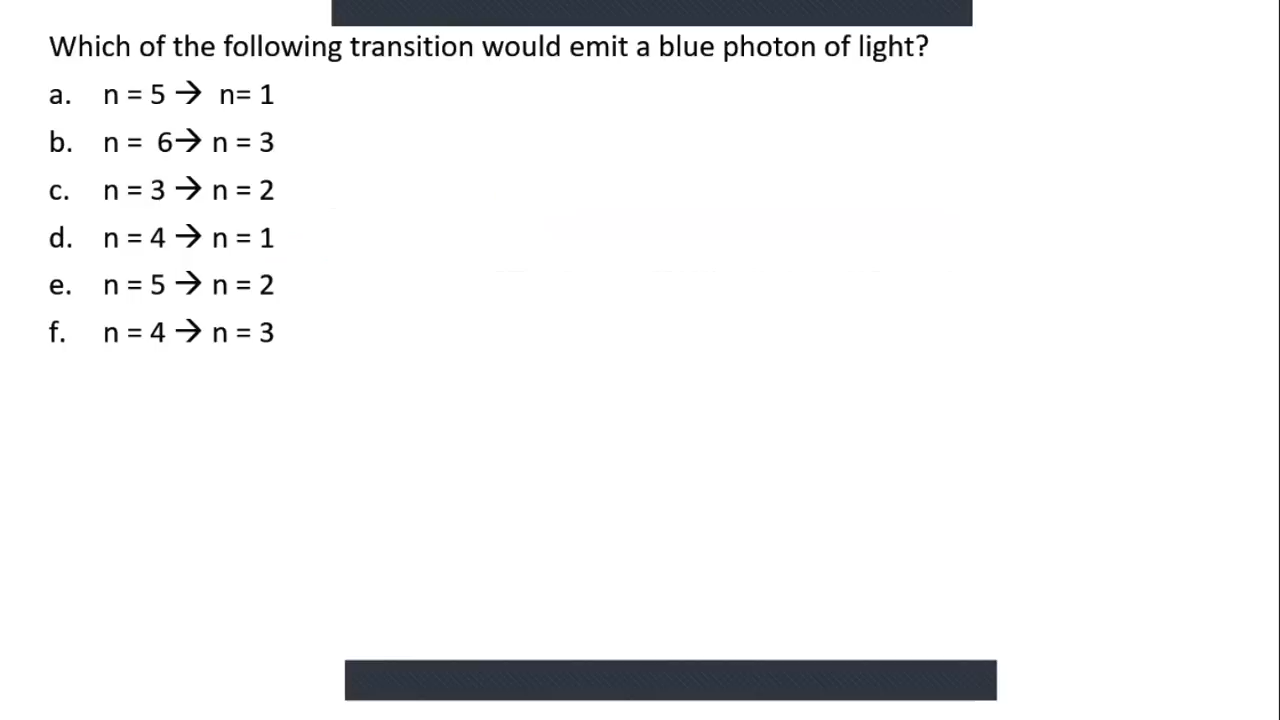 Which of the following transition would emit a blue photon of light?
a. n = 5 → n= 1
b. n = 6→ n = 3
c. n = 3 → n = 2
d. n = 4 → n = 1
e. n = 5 → n = 2
f. n = 4 → n = 3